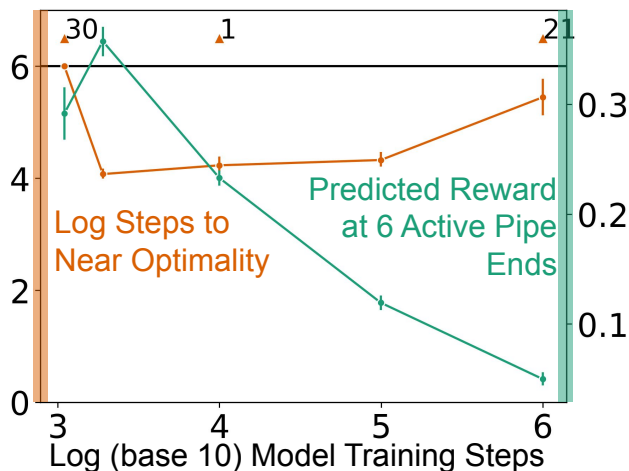 30
1
21
6
4
2
0
0.3
0.2
0.1
Log Steps to
Near Optimality
Predicted Reward
at 6 Active Pipe
Ends
3
4
5
6
Log (base 10) Model Training Steps